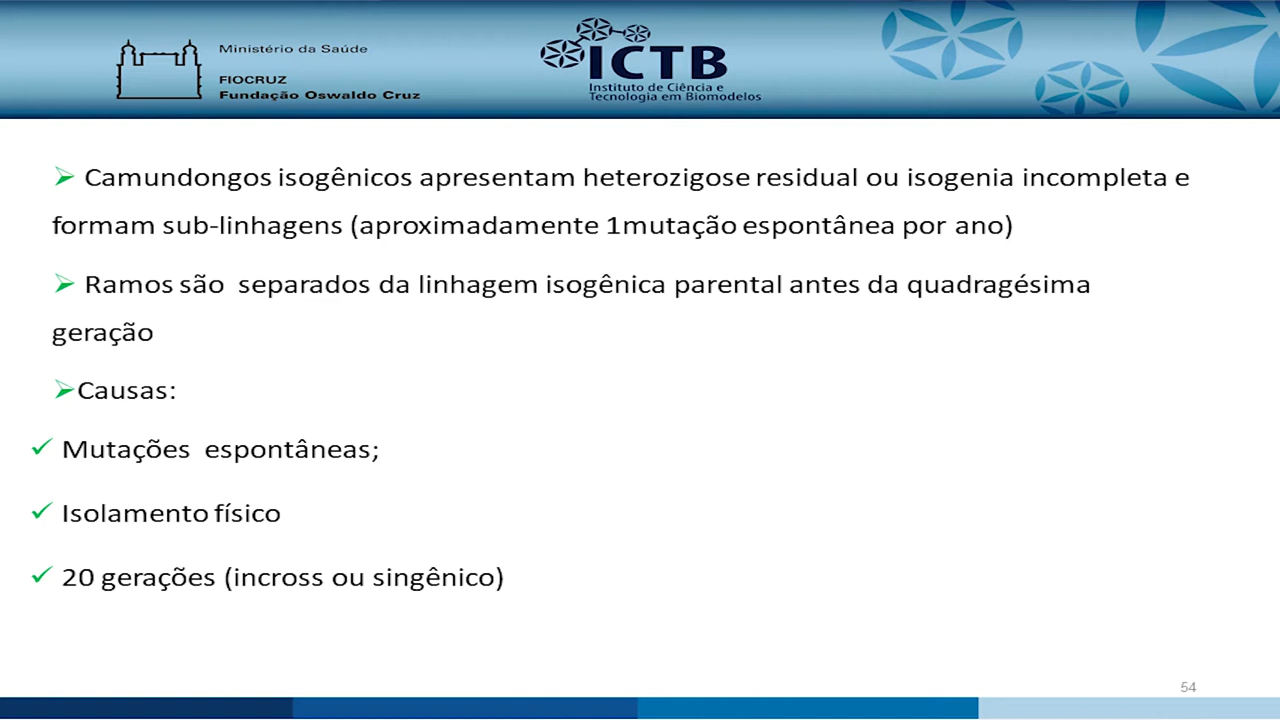 Ministério da Saúde
FIOCRUZ
Fundação Oswaldo Cruz
ICTB
Instituto de Ciência e
Tecnologia em Biomodelos
Camundongos isogênicos apresentam heterozigose residual ou isogenia incompleta e
formam sub-linhagens (aproximadamente 1mutação espontânea por ano)
Ramos são separados da linhagem isogênica parental antes da quadragésima
geração
Causas:
Mutações espontâneas;
Isolamento físico
20 gerações (incross ou singênico)
54